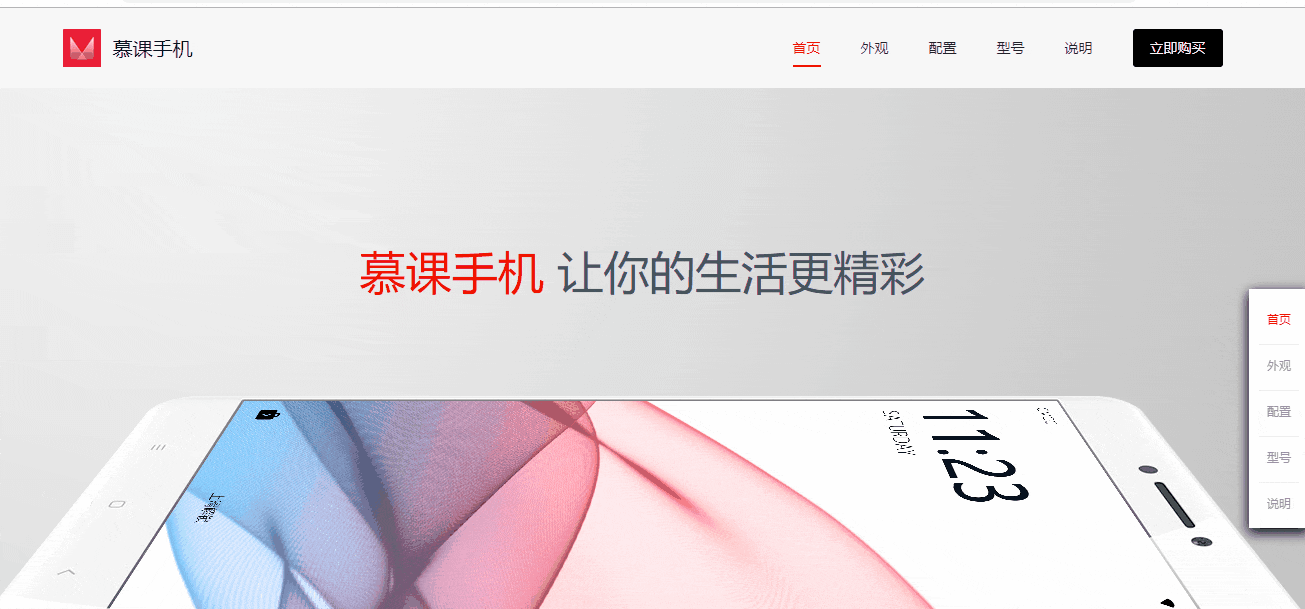 慕课手机
首页 外观 配置 型号 说明 立即购买
慕课手机 让你的生活更精彩
首页
外观
配置
型号
说明
11:23
SATURDAY